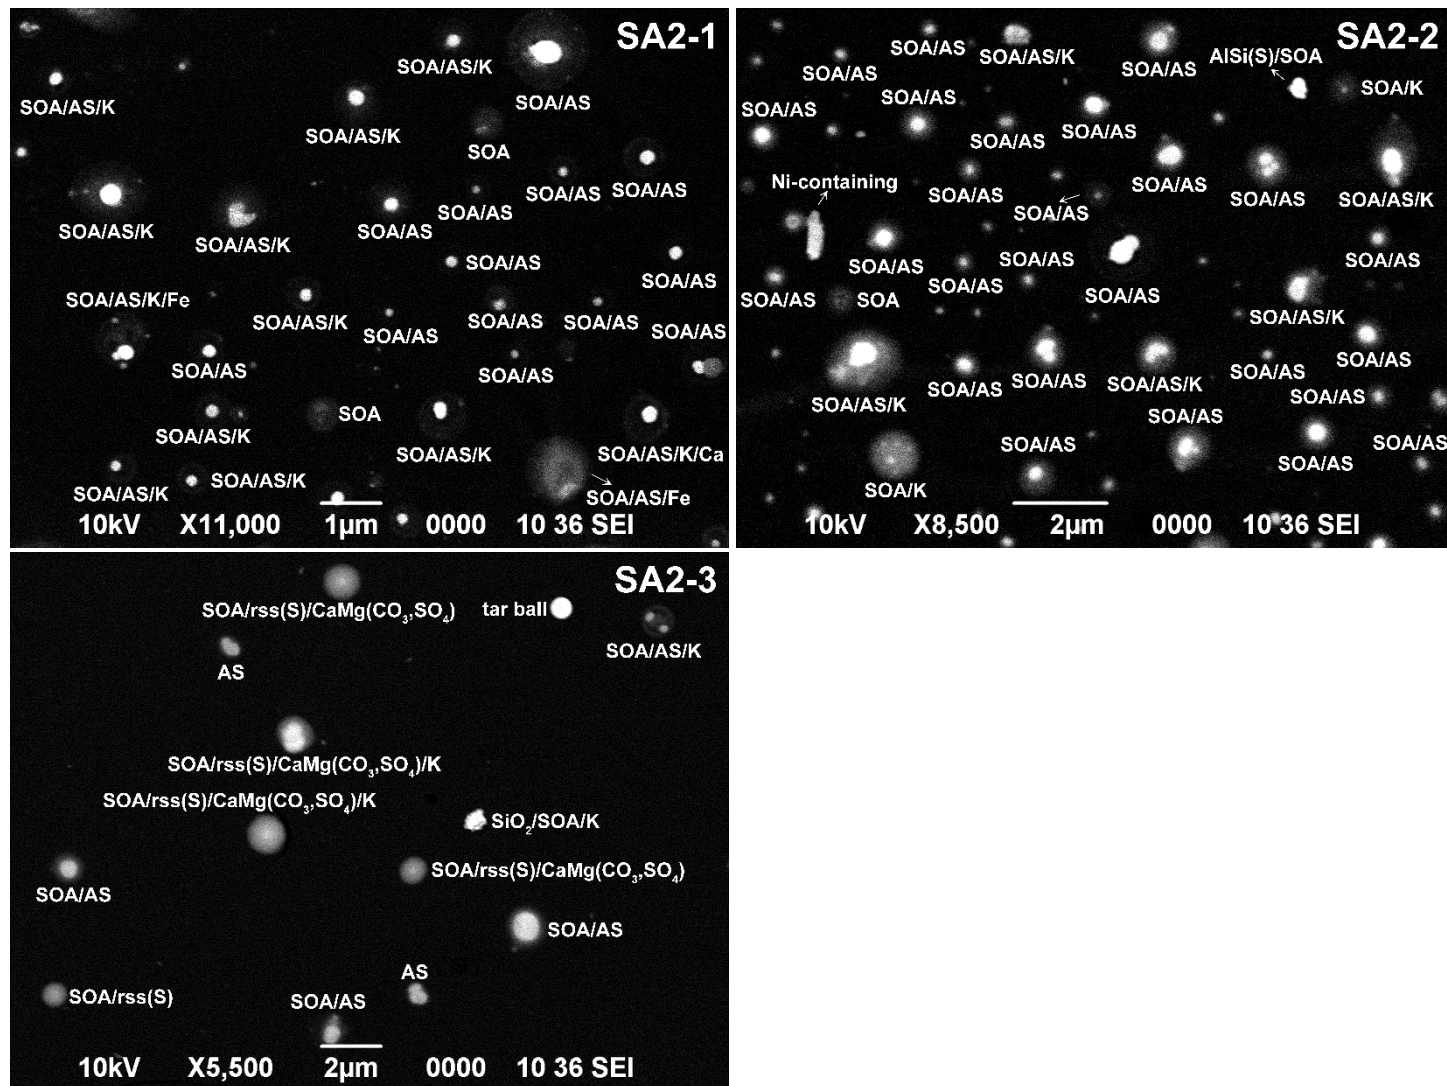 SA2-1
SOA/AS/K
SOA/AS
SOA/AS/K
SOA/AS/K
SOA
SOA/AS
SOA/AS
SOA/AS
SOA/AS/K
SOA/AS/K
SOA/AS
SOA/AS
SOA/AS
SOA/AS/K/Fe
SOA/AS/K
SOA/AS
SOA/AS
SOA/AS
SOA/AS
SOA/AS
SOA/AS
SOA/AS/K
SOA
SOA/AS/K
SOA/AS/K/Ca
SOA/AS/K
SOA/AS/K
SOA/AS/Fe
10kV X11,000 1µm 0000 10 36 SEI
SA2-2
SOA/AS
SOA/AS/K
SOA/AS
AlSi(S)/SOA
SOA/K
SOA/AS
SOA/AS
SOA/AS
SOA/AS
SOA/AS
Ni-containing
SOA/AS
SOA/AS
SOA/AS
SOA/AS
SOA/AS/K
SOA/AS
SOA/AS
SOA/AS
SOA/AS
SOA
SOA/AS
SOA/AS
SOA/AS/K
SOA/AS
SOA/AS/K
SOA/AS
SOA/AS
SOA/AS/K
SOA/AS
SOA/AS
SOA/AS
SOA/AS
SOA/K
SOA/AS
SOA/AS
10kV X8,500 2µm 0000 10 36 SEI
SA2-3
SOA/rss(S)/CaMg(CO₃,SO₄)
tar ball
SOA/AS/K
AS
SOA/rss(S)/CaMg(CO₃,SO₄)/K
SOA/rss(S)/CaMg(CO₃,SO₄)/K
SiO₂/SOA/K
SOA/rss(S)/CaMg(CO₃,SO₄)
SOA/AS
SOA/AS
AS
SOA/rss(S)
SOA/AS
10kV X5,500 2µm 0000 10 36 SEI